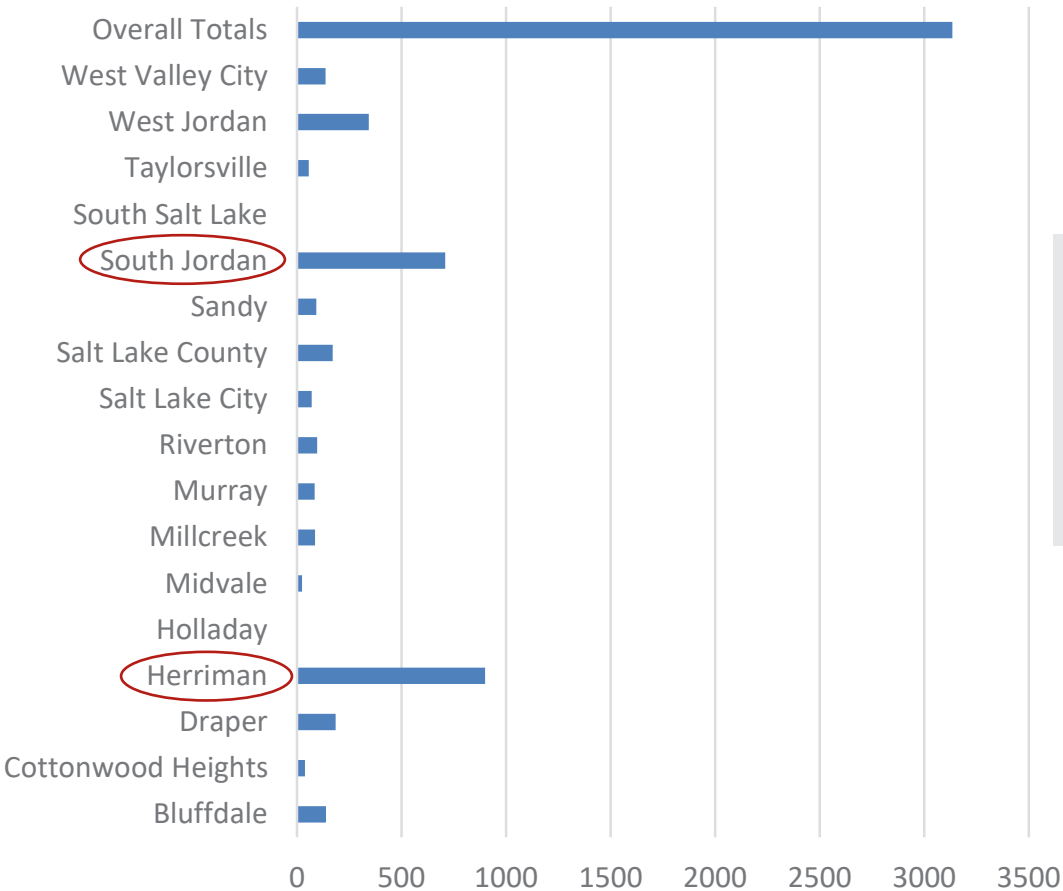 Overall Totals
West Valley City
West Jordan
Taylorsville
South Salt Lake
South Jordan
Sandy
Salt Lake County
Salt Lake City
Riverton
Murray
Millcreek
Midvale
Holladay
Herriman
Draper
Cottonwood Heights
Bluffdale
0 500 1000 1500 2000 2500 3000 3500